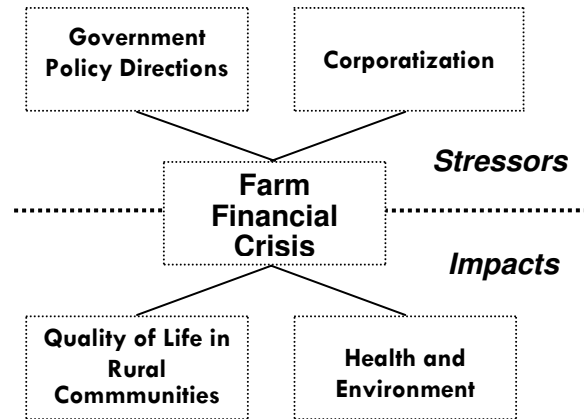 Government
Policy Directions
Corporatization
Stressors
Farm
Financial
Crisis
Impacts
Quality of Life in
Rural
Commmunities
Health and
Environment